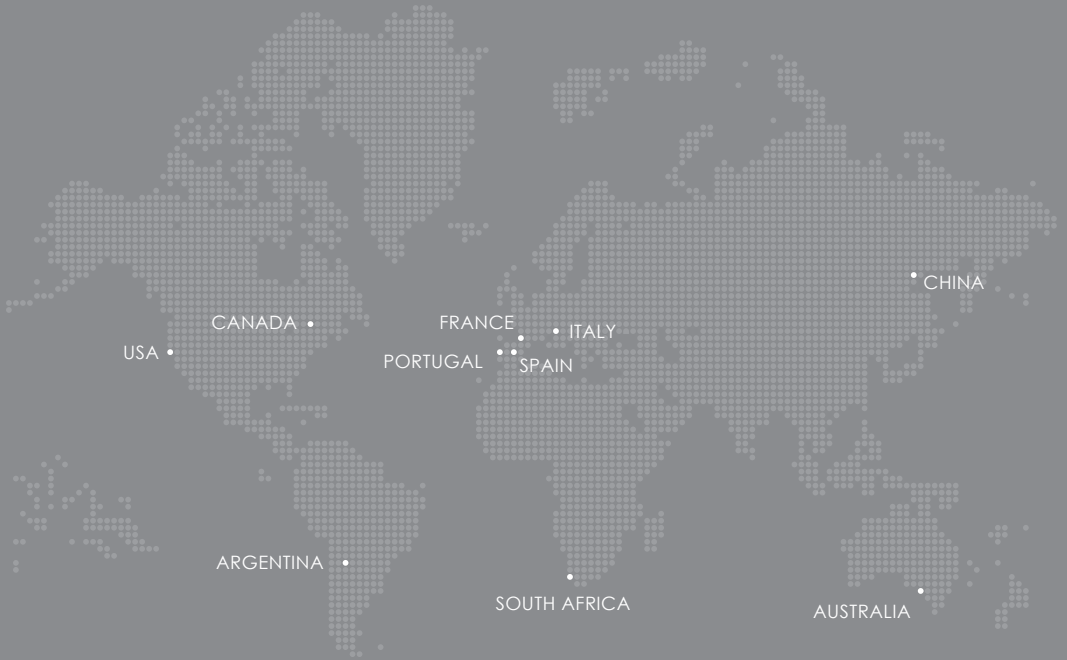 CHINA
CANADA
FRANCE
ITALY
USA
PORTUGAL
SPAIN
ARGENTINA
SOUTH AFRICA
AUSTRALIA